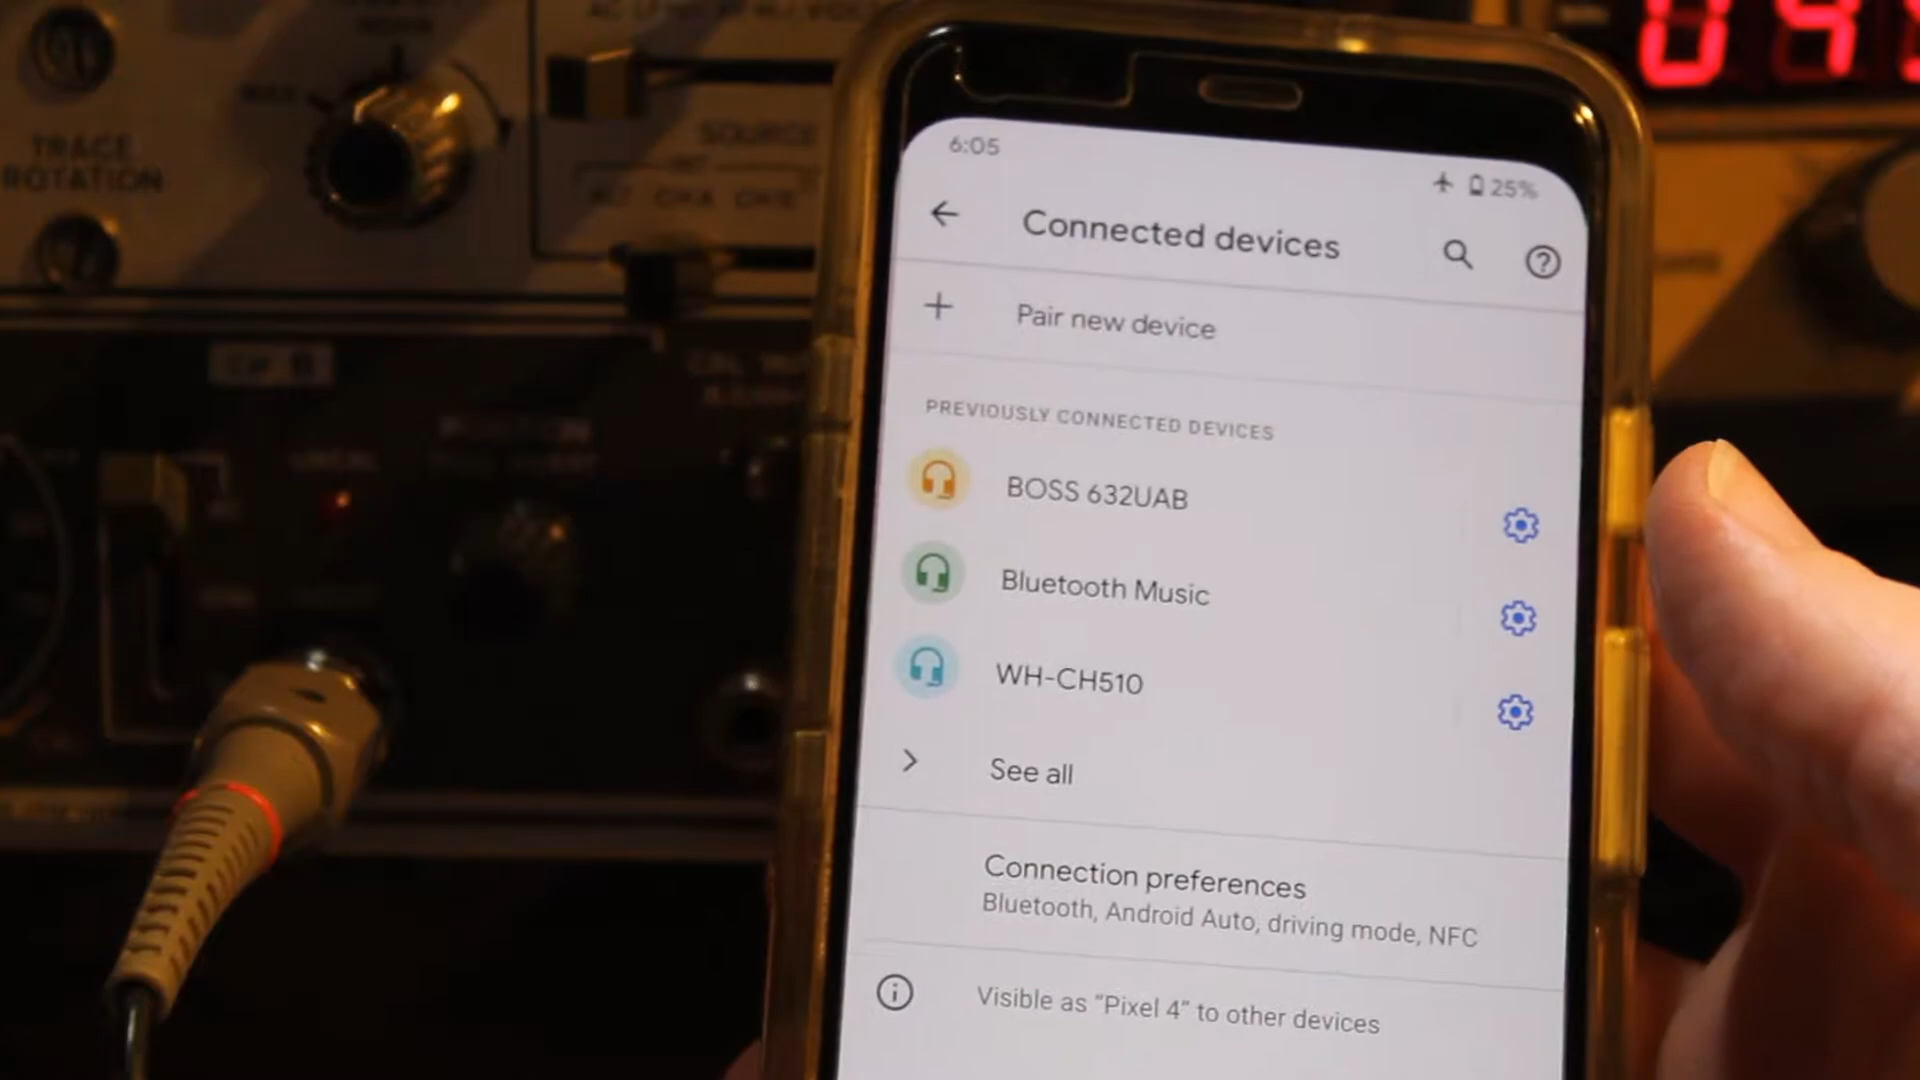 TRACE
ROTATION
SOURCE
6:05
25%
Connected devices
Pair new device
PREVIOUSLY CONNECTED DEVICES
BOSS 632UAB
Bluetooth Music
WH-CH510
See all
Connection preferences
Bluetooth, Android Auto, driving mode, NFC
Visible as "Pixel 4" to other devices